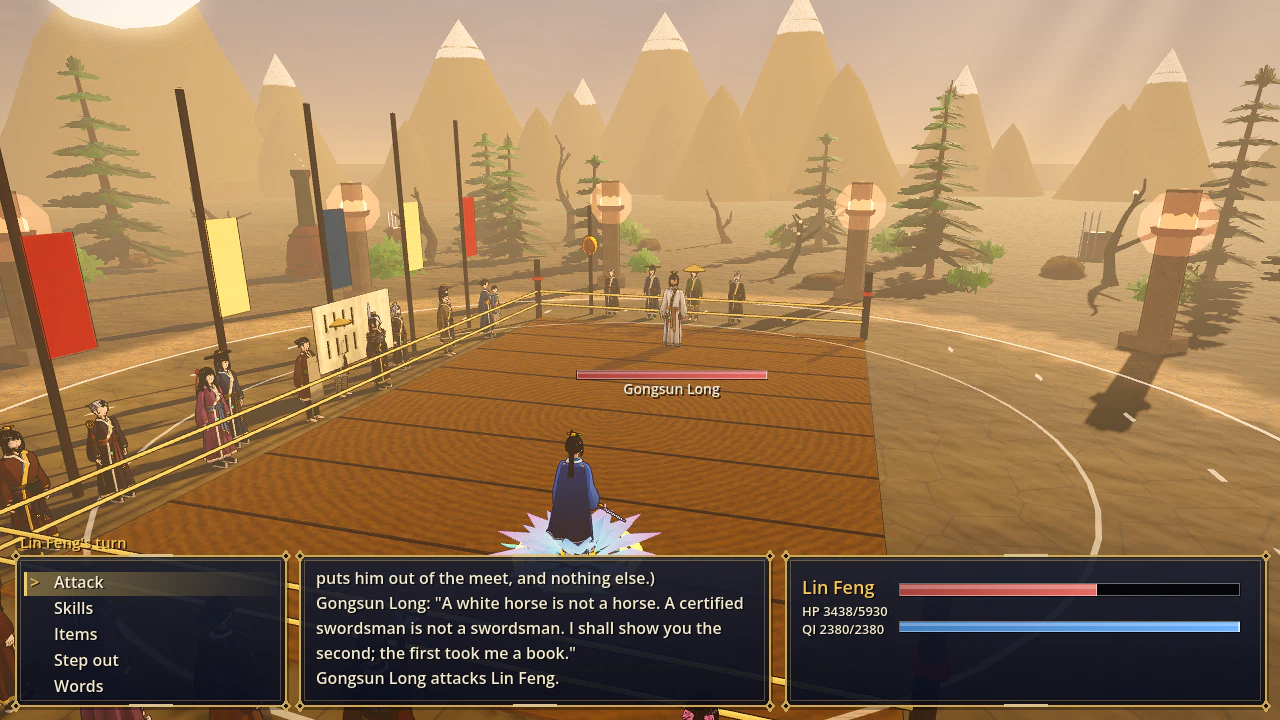 Gongsun Long
Lin Feng's turn
> Attack
Skills
Items
Step out
Words
puts him out of the meet, and nothing else.)
Gongsun Long: "A white horse is not a horse. A certified
swordsman is not a swordsman. I shall show you the
second; the first took me a book."
Gongsun Long attacks Lin Feng.
Lin Feng
HP 3438/5930
QI 2380/2380